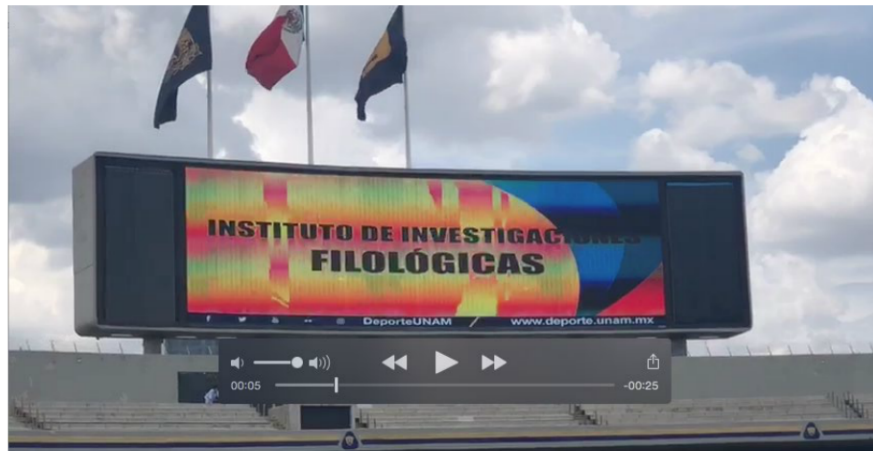 INSTITUTO DE INVESTIGACIONES
FILOLÓGICAS
DeporteUNAM / www.deporte.unam.mx
00:05
-00:25